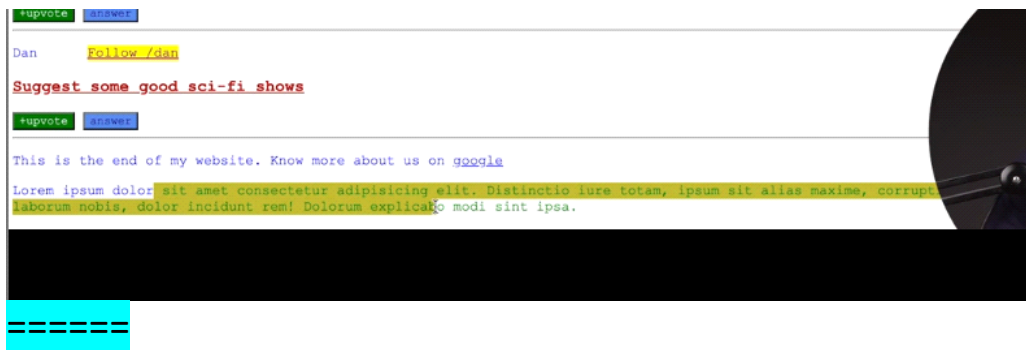 +upvote answer
Dan Follow /dan
Suggest some good sci-fi shows
+upvote answer
This is the end of my website. Know more about us on google
Lorem ipsum dolor sit amet consectetur adipisicing elit. Distinctio iure totam, ipsum sit alias maxime, corrupt
laborum nobis, dolor incidunt rem! Dolorum explicabo modi sint ipsa.
======